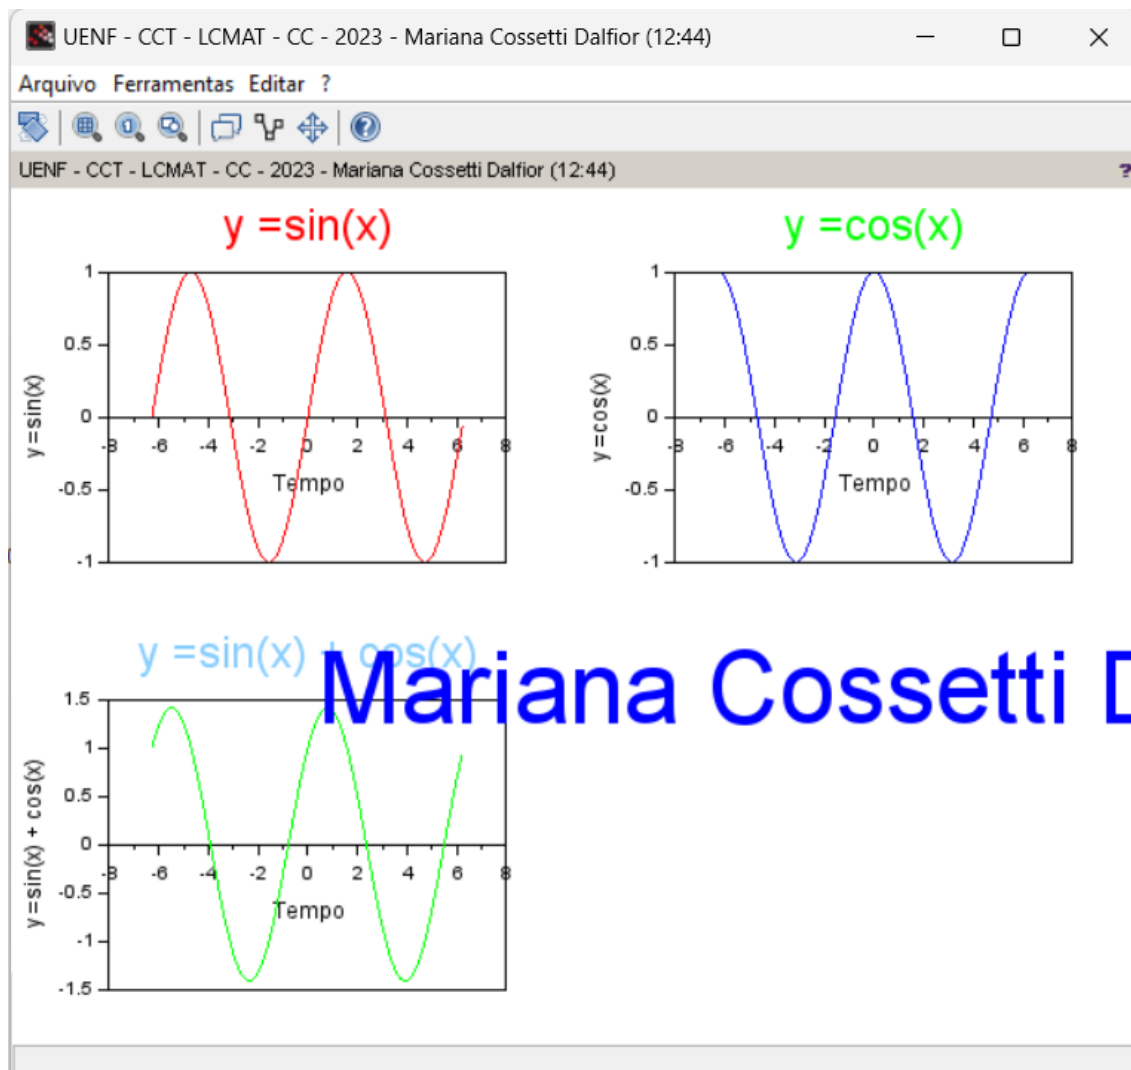 UENF - CCT - LCMAT - CC - 2023 - Mariana Cossetti Dalfior (12:44)
Arquivo Ferramentas Editar ?
UENF - CCT - LCMAT - CC - 2023 - Mariana Cossetti Dalfior (12:44) ?
y =sin(x)
1
0.5
0
-0.5
-1
y=sin(x)
-8 -6 -4 -2 0 2 4 6 8
Tempo
y =cos(x)
1
0.5
0
-0.5
-1
y=cos(x)
-8 -6 -4 -2 0 2 4 6 8
Tempo
y =sin(x) + cos(x)
Mariana Cossetti D
1.5
1
0.5
0
-0.5
-1
-1.5
y=sin(x) + cos(x)
-8 -6 -4 -2 0 2 4 6 8
Tempo